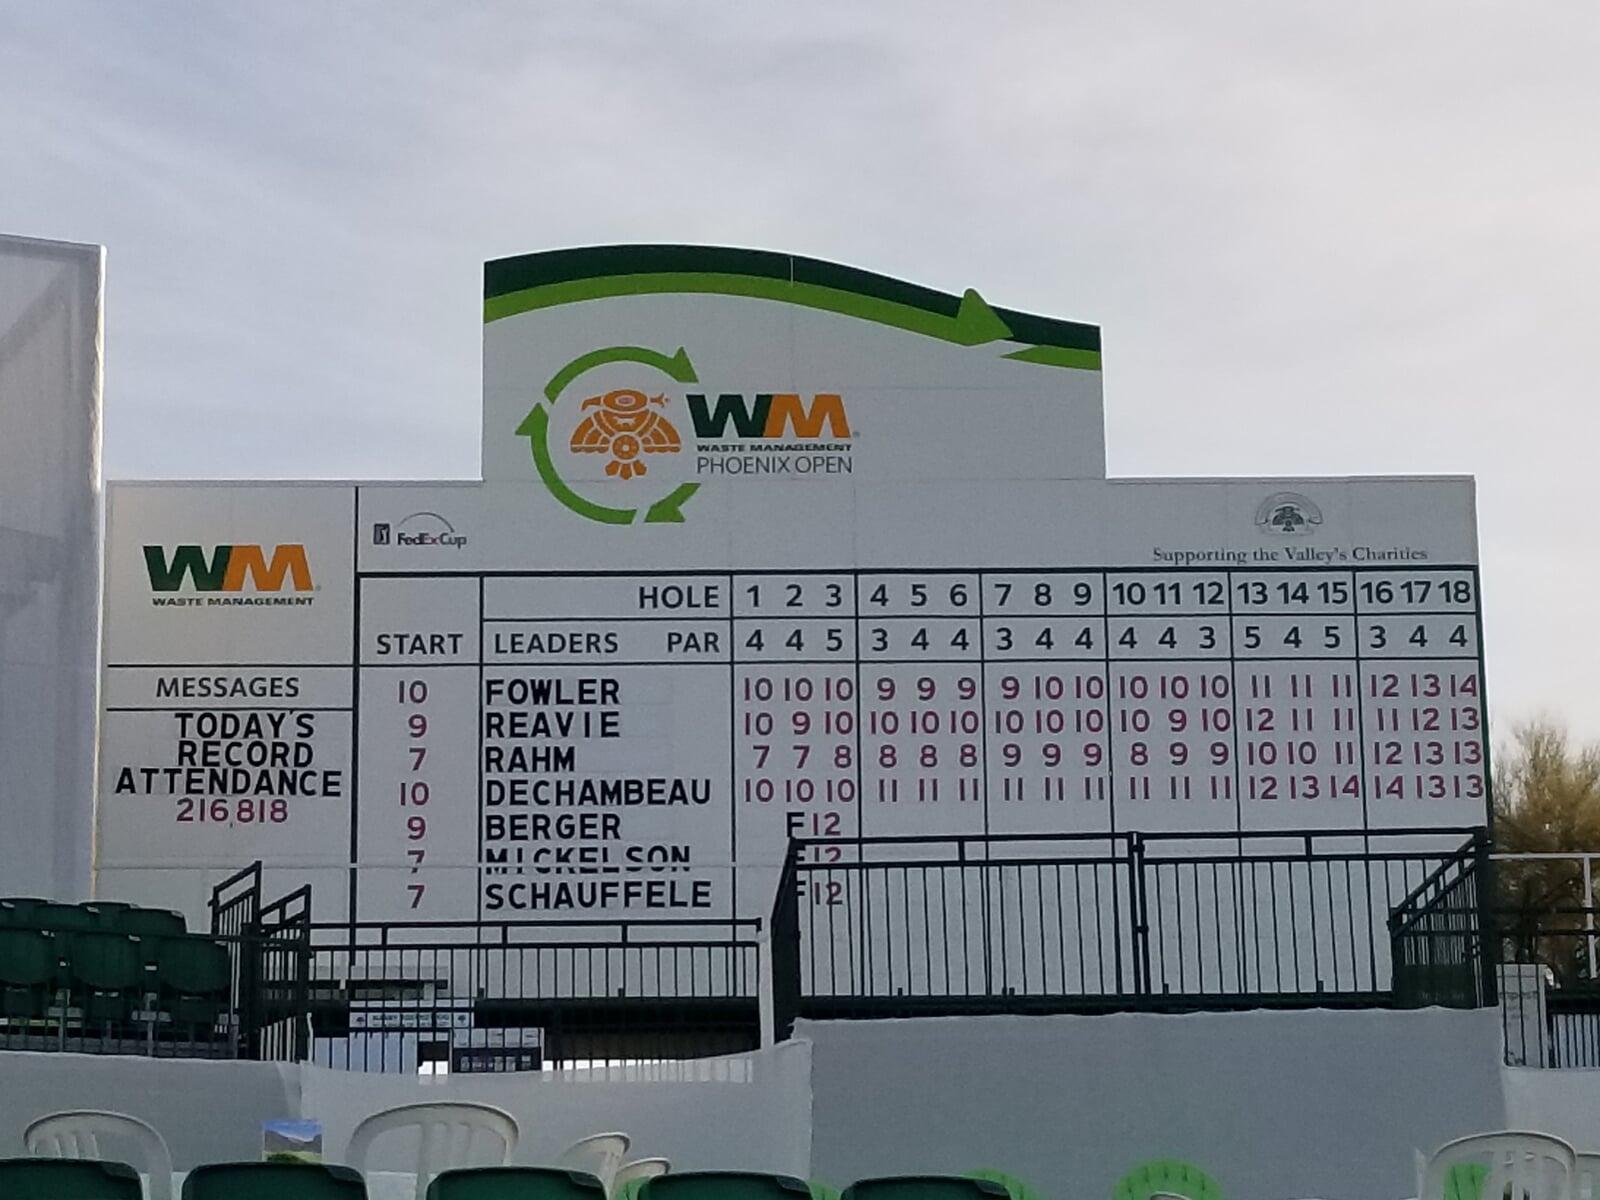 WM
WASTE MANAGEMENT
PHOENIX OPEN
WM
WASTE MANAGEMENT
FedExCup
Supporting the Valley's Charities
HOLE 1 2 3 4 5 6 7 8 9 10 11 12 13 14 15 16 17 18
START LEADERS PAR 4 4 5 3 4 4 3 4 4 4 4 3 5 4 5 3 4 4
MESSAGES
TODAY'S
RECORD
ATTENDANCE
216,818
10 FOWLER 10 10 10 9 9 9 9 10 10 10 10 10 11 11 11 12 13 14
9 REAVIE 10 9 10 10 10 10 10 10 10 10 9 10 12 11 11 11 12 13
7 RAHM 7 7 8 8 8 8 9 9 9 8 9 9 10 10 11 12 13 13
10 DECHAMBEAU 10 10 10 11 11 11 11 11 11 11 11 11 12 13 14 14 13 13
9 BERGER F 12
7 MICKELSON F 12
7 SCHAUFFELE F 12